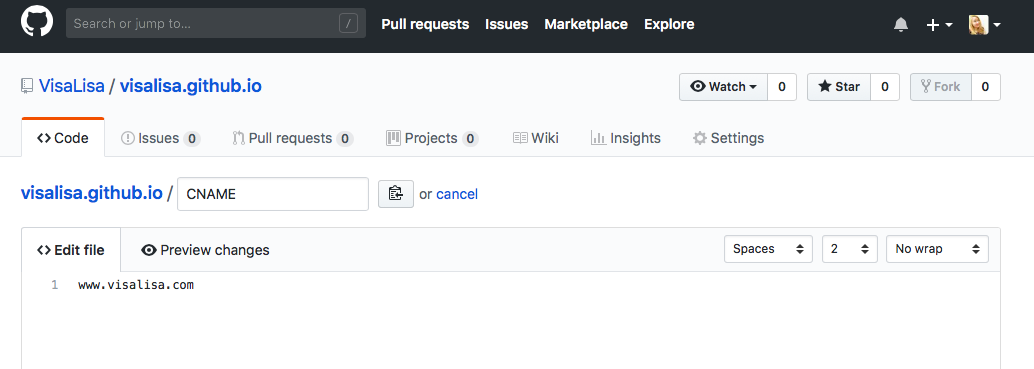 Search or jump to... / Pull requests Issues Marketplace Explore
VisaLisa / visalisa.github.io Watch 0 Star 0 Fork 0
Code Issues 0 Pull requests 0 Projects 0 Wiki Insights Settings
visalisa.github.io / CNAME or cancel
Edit file Preview changes Spaces 2 No wrap
1 www.visalisa.com